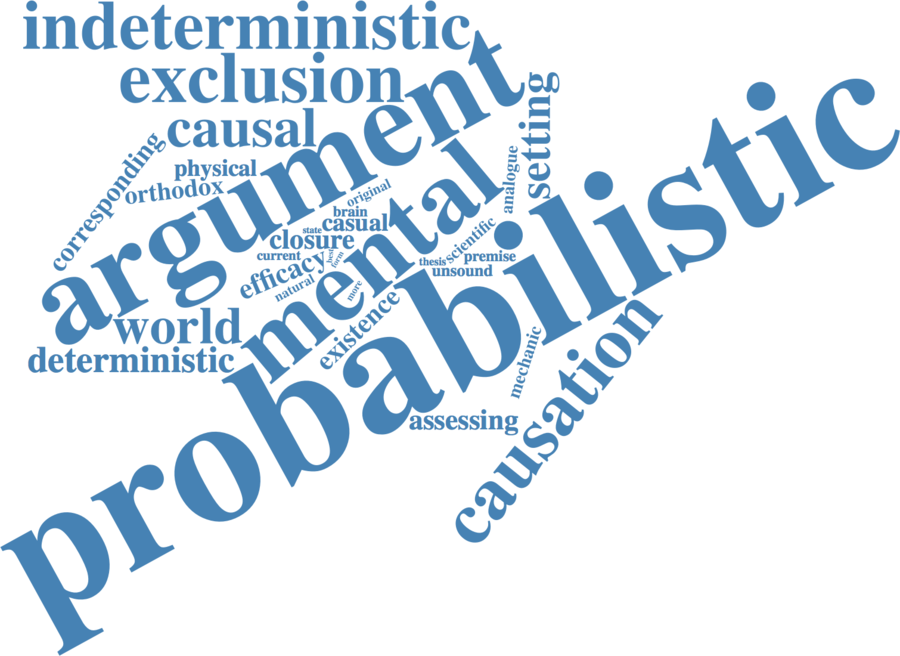 indeterministic
exclusion
argument
causal
setting
probabilistic
corresponding
physical
orthodox
analogue
original
brain
state
casual
mental
closure
scientific
current
best
form
thesis
premise
efficacy
unsound
natural
more
world
existence
deterministic
mechanic
causation
assessing